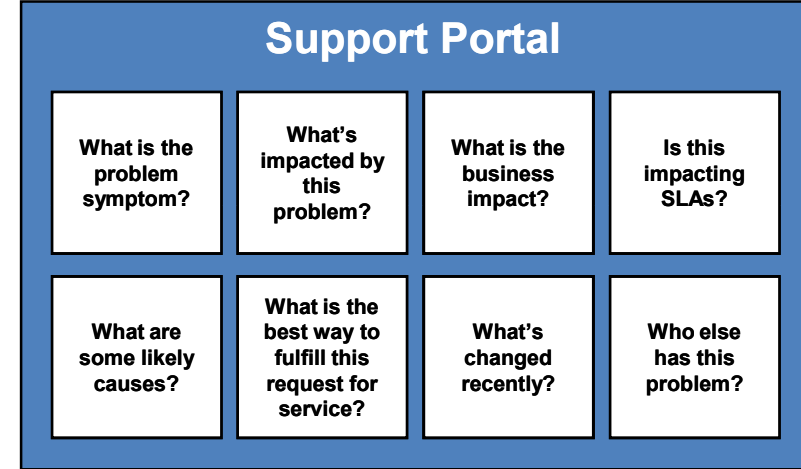 Support Portal
What is the
problem
symptom?
What's
impacted by
this
problem?
What is the
business
impact?
Is this
impacting
SLAs?
What are
some likely
causes?
What is the
best way to
fulfill this
request for
service?
What's
changed
recently?
Who else
has this
problem?